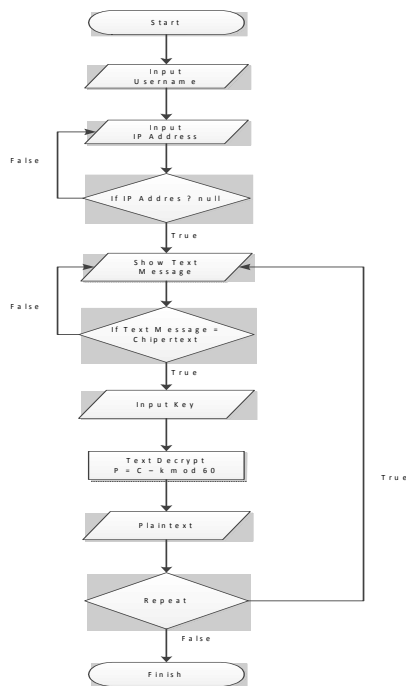 Start
Input
Username
Input
IP Address
False
If IP Addres ? null
True
Show Text
Message
False
If Text Message =
Chipertext
True
Input Key
Text Decrypt
P = C – k mod 60
True
Plaintext
Repeat
False
Finish